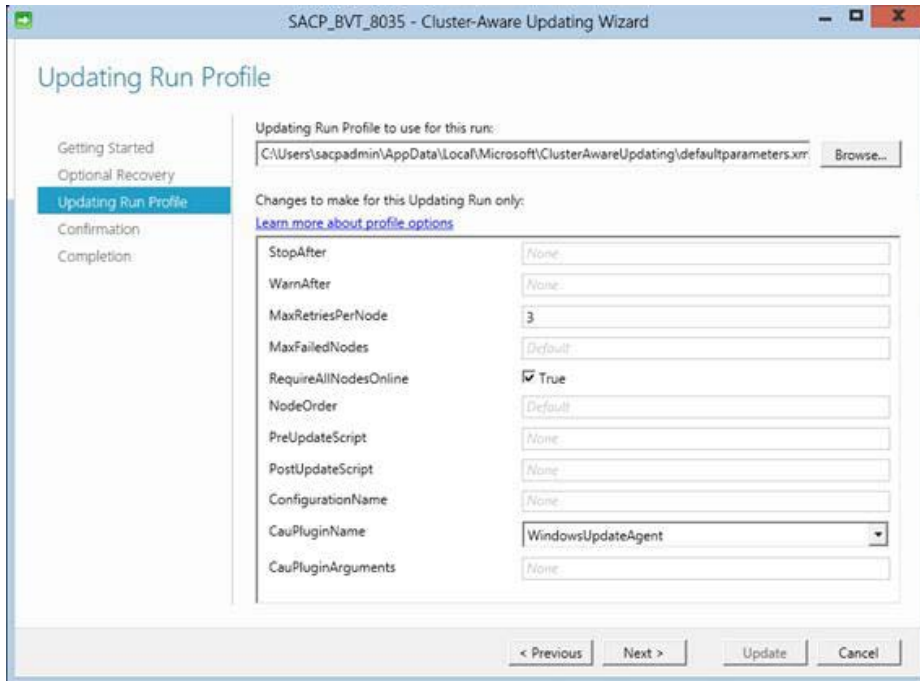 SACP_BVT_8035 - Cluster-Aware Updating Wizard
Updating Run Profile
Getting Started
Optional Recovery
Updating Run Profile
Confirmation
Completion
Updating Run Profile to use for this run:
C:\Users\sacpadmin\AppData\Local\Microsoft\ClusterAwareUpdating\defaultparameters.xm
Browse...
Changes to make for this Updating Run only:
Learn more about profile options
StopAfter None
WarnAfter None
MaxRetriesPerNode 3
MaxFailedNodes Default
RequireAllNodesOnline True
NodeOrder Default
PreUpdateScript None
PostUpdateScript None
ConfigurationName None
CauPluginName WindowsUpdateAgent
CauPluginArguments None
< Previous Next > Update Cancel